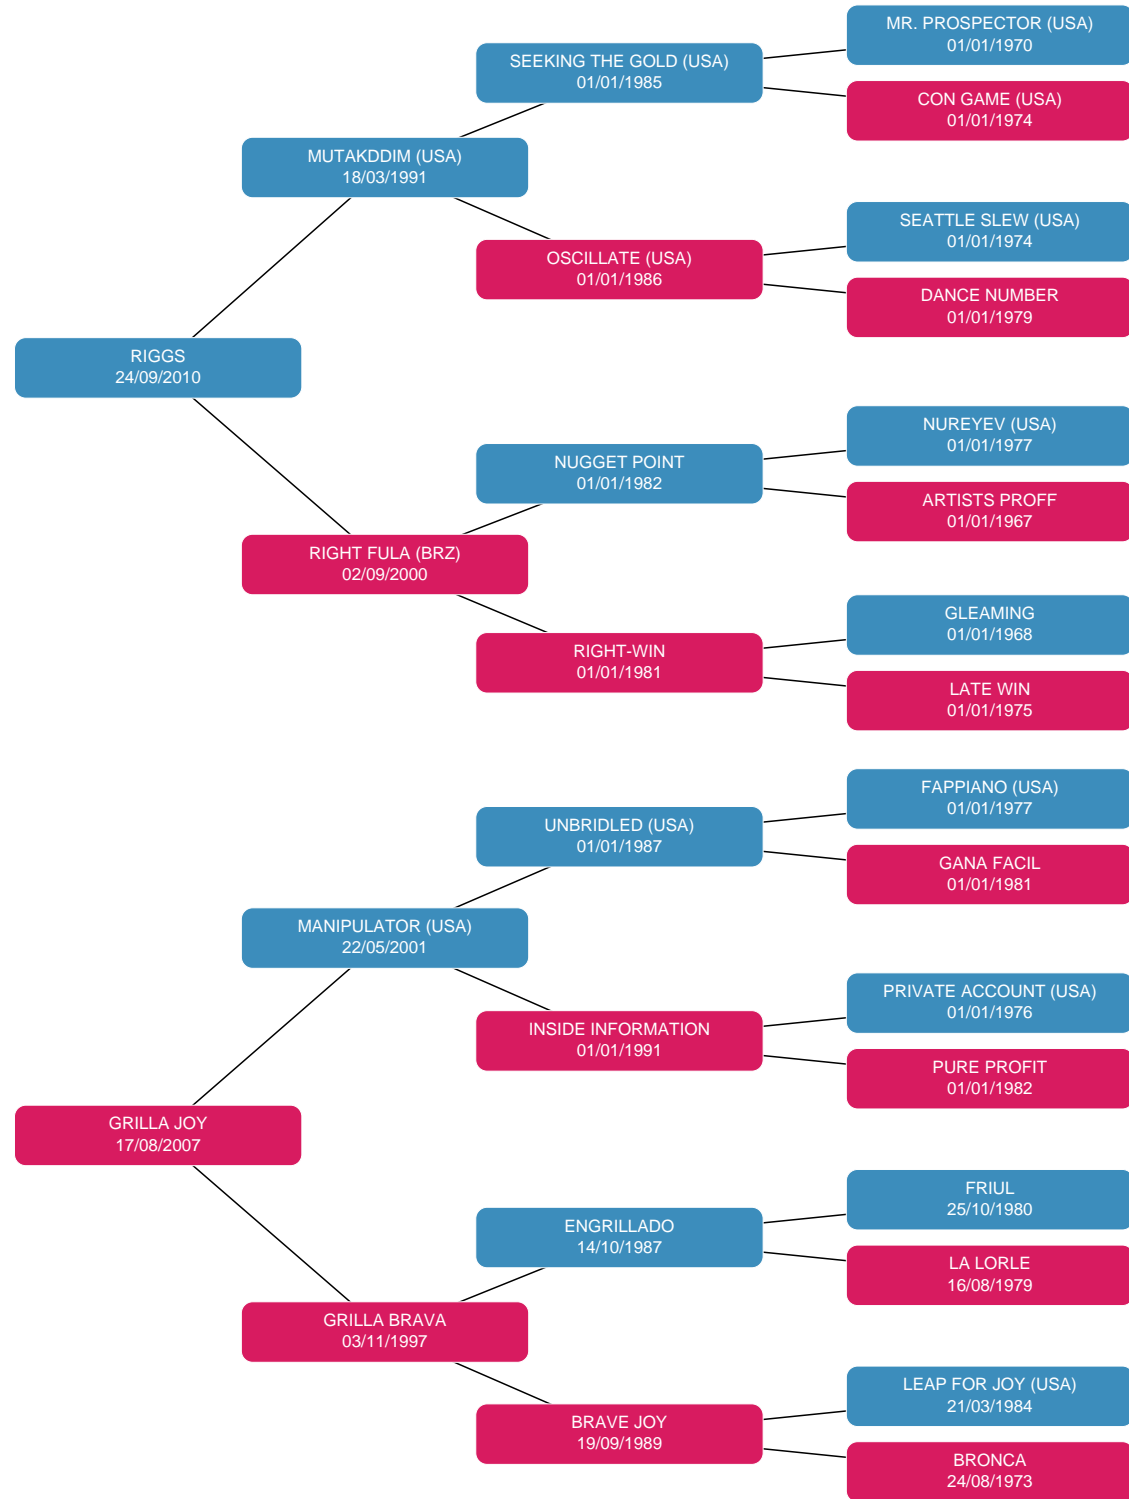 MR. PROSPECTOR (USA)
01/01/1970
SEEKING THE GOLD (USA)
01/01/1985
CON GAME (USA)
01/01/1974
MUTAKDDIM (USA)
18/03/1991
SEATTLE SLEW (USA)
01/01/1974
OSCILLATE (USA)
01/01/1986
DANCE NUMBER
01/01/1979
RIGGS
24/09/2010
NUREYEV (USA)
01/01/1977
NUGGET POINT
01/01/1982
ARTISTS PROFF
01/01/1967
RIGHT FULA (BRZ)
02/09/2000
GLEAMING
01/01/1968
RIGHT-WIN
01/01/1981
LATE WIN
01/01/1975
FAPPIANO (USA)
01/01/1977
UNBRIDLED (USA)
01/01/1987
GANA FACIL
01/01/1981
MANIPULATOR (USA)
22/05/2001
PRIVATE ACCOUNT (USA)
01/01/1976
INSIDE INFORMATION
01/01/1991
PURE PROFIT
01/01/1982
GRILLA JOY
17/08/2007
FRIUL
25/10/1980
ENGRILLADO
14/10/1987
LA LORLE
16/08/1979
GRILLA BRAVA
03/11/1997
LEAP FOR JOY (USA)
21/03/1984
BRAVE JOY
19/09/1989
BRONCA
24/08/1973